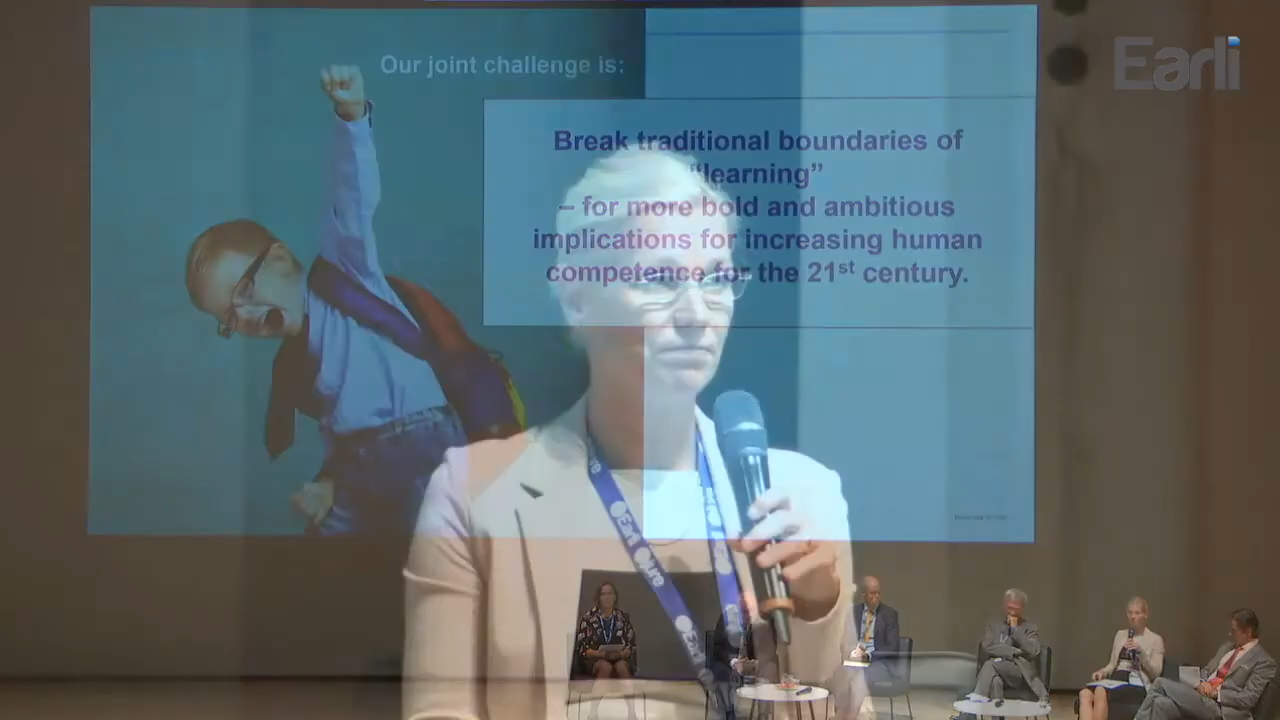 Earli
Our joint challenge is:
Break traditional boundaries of
“learning”
– for more bold and ambitious
implications for increasing human
competence for the 21st century.
Earli